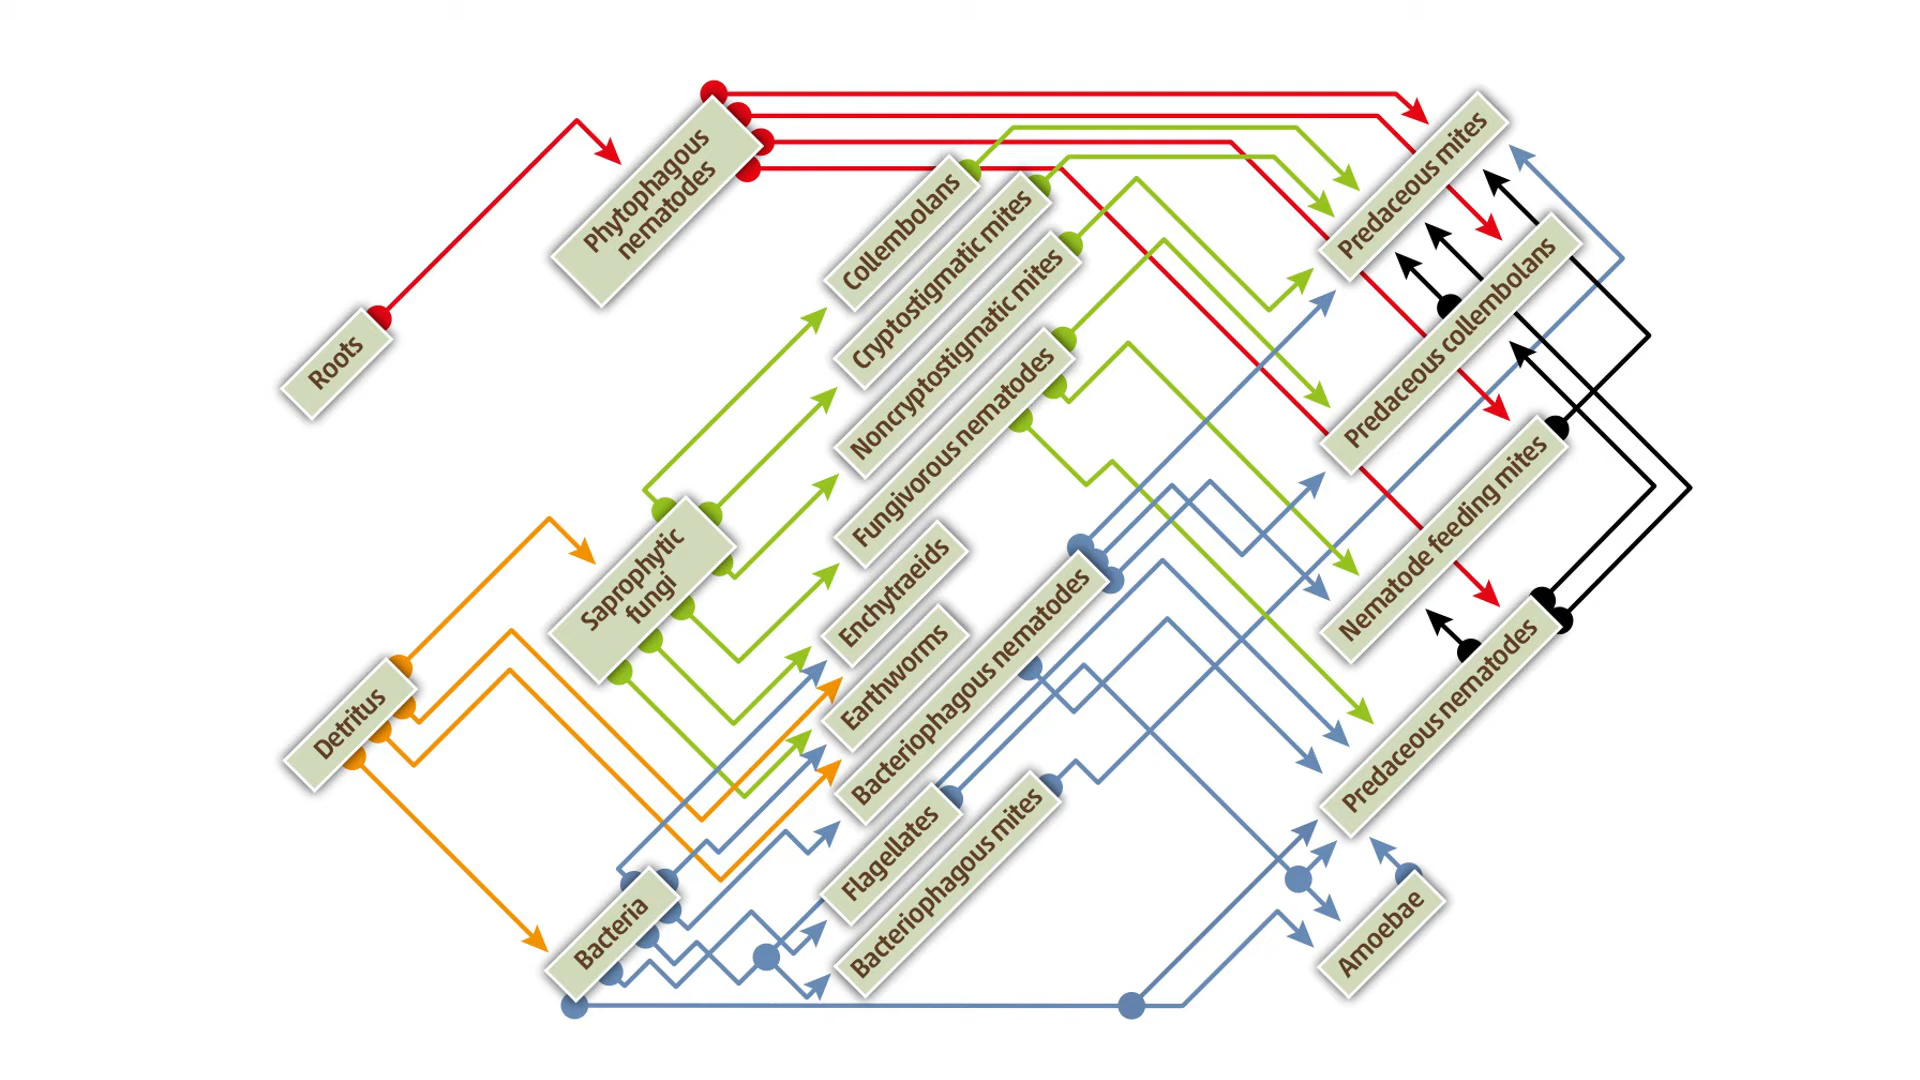 Roots
Phytophagous
nematodes
Collembolans
Cryptostigmatic mites
Noncryptostigmatic mites
Fungivorous nematodes
Predaceous mites
Predaceous collembolans
Nematode feeding mites
Predaceous nematodes
Saprophytic
fungi
Enchytraeids
Earthworms
Bacteriophagous nematodes
Detritus
Flagellates
Bacteriophagous mites
Bacteria
Amoebae